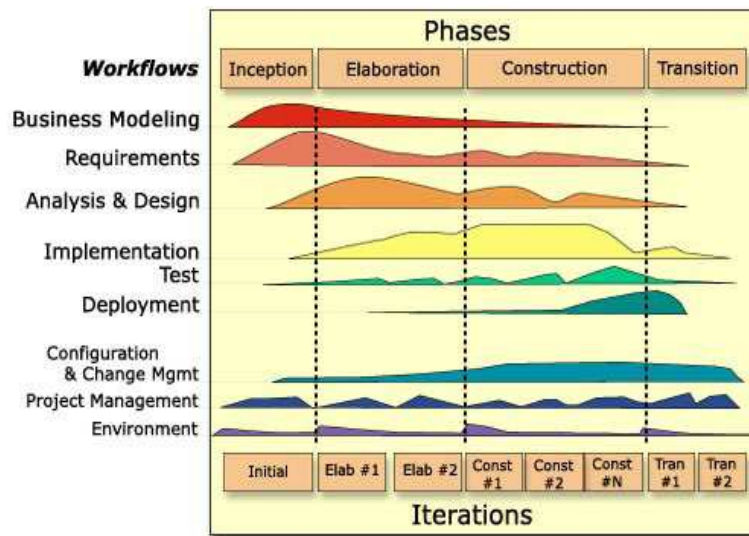 Phases
Workflows
Inception
Elaboration
Construction
Transition
Business Modeling
Requirements
Analysis & Design
Implementation
Test
Deployment
Configuration
& Change Mgmt
Project Management
Environment
Initial
Elab #1
Elab #2
Const
#1
Const
#2
Const
#N
Tran
#1
Tran
#2
Iterations